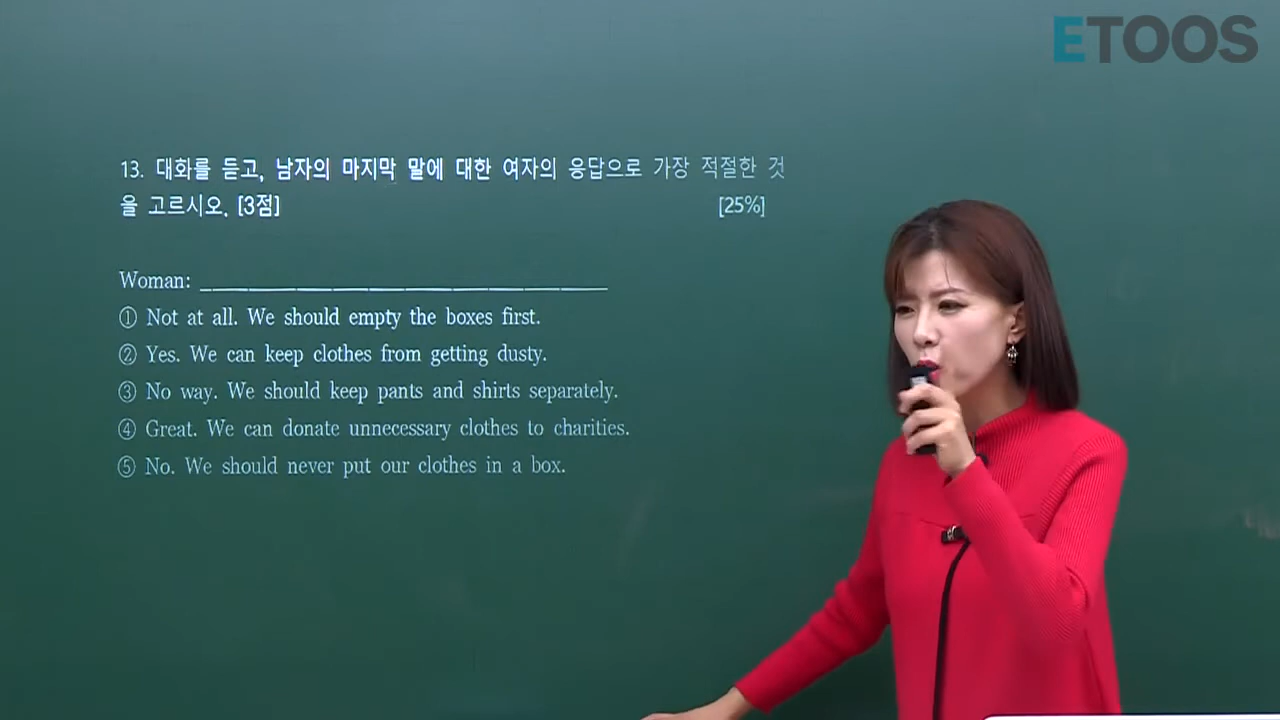 ETOOS
13. 대화를 듣고, 남자의 마지막 말에 대한 여자의 응답으로 가장 적절한 것
을 고르시오. [3점] [25%]
Woman: ____________________
① Not at all. We should empty the boxes first.
② Yes. We can keep clothes from getting dusty.
③ No way. We should keep pants and shirts separately.
④ Great. We can donate unnecessary clothes to charities.
⑤ No. We should never put our clothes in a box.